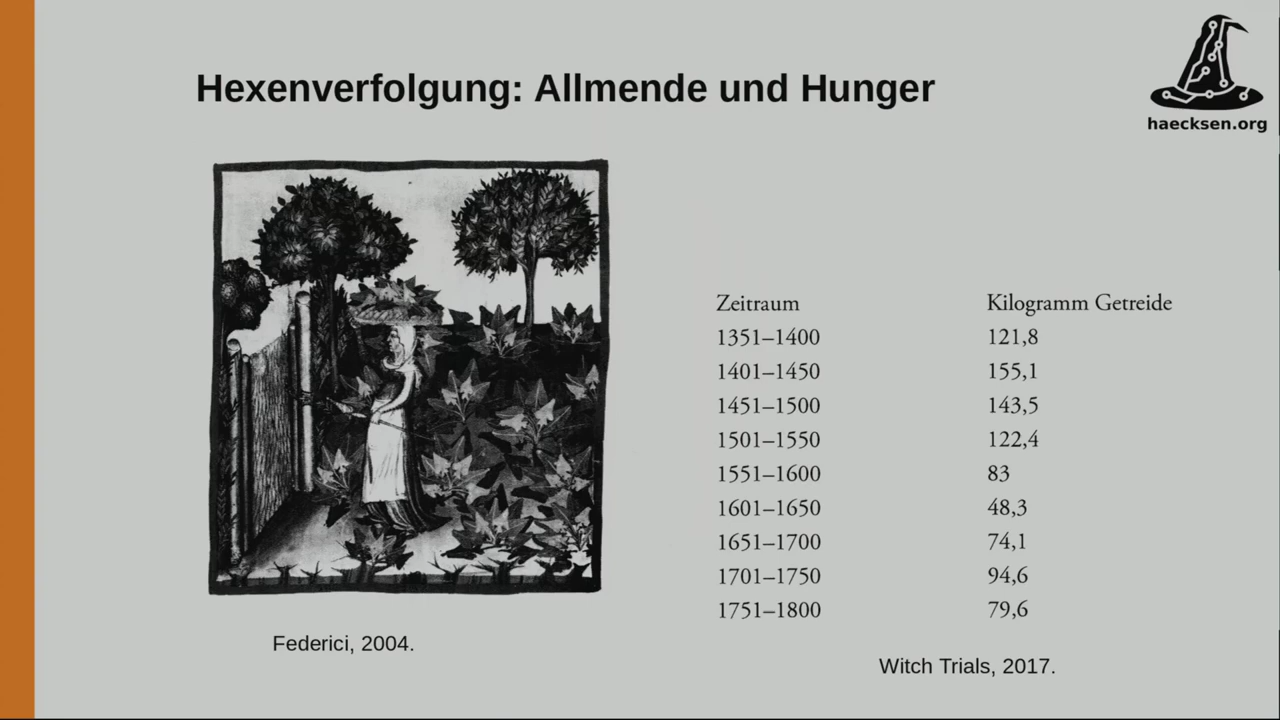 Hexenverfolgung: Allmende und Hunger
haecksen.org
Zeitraum Kilogramm Getreide
1351–1400 121,8
1401–1450 155,1
1451–1500 143,5
1501–1550 122,4
1551–1600 83
1601–1650 48,3
1651–1700 74,1
1701–1750 94,6
1751–1800 79,6
Federici, 2004.
Witch Trials, 2017.